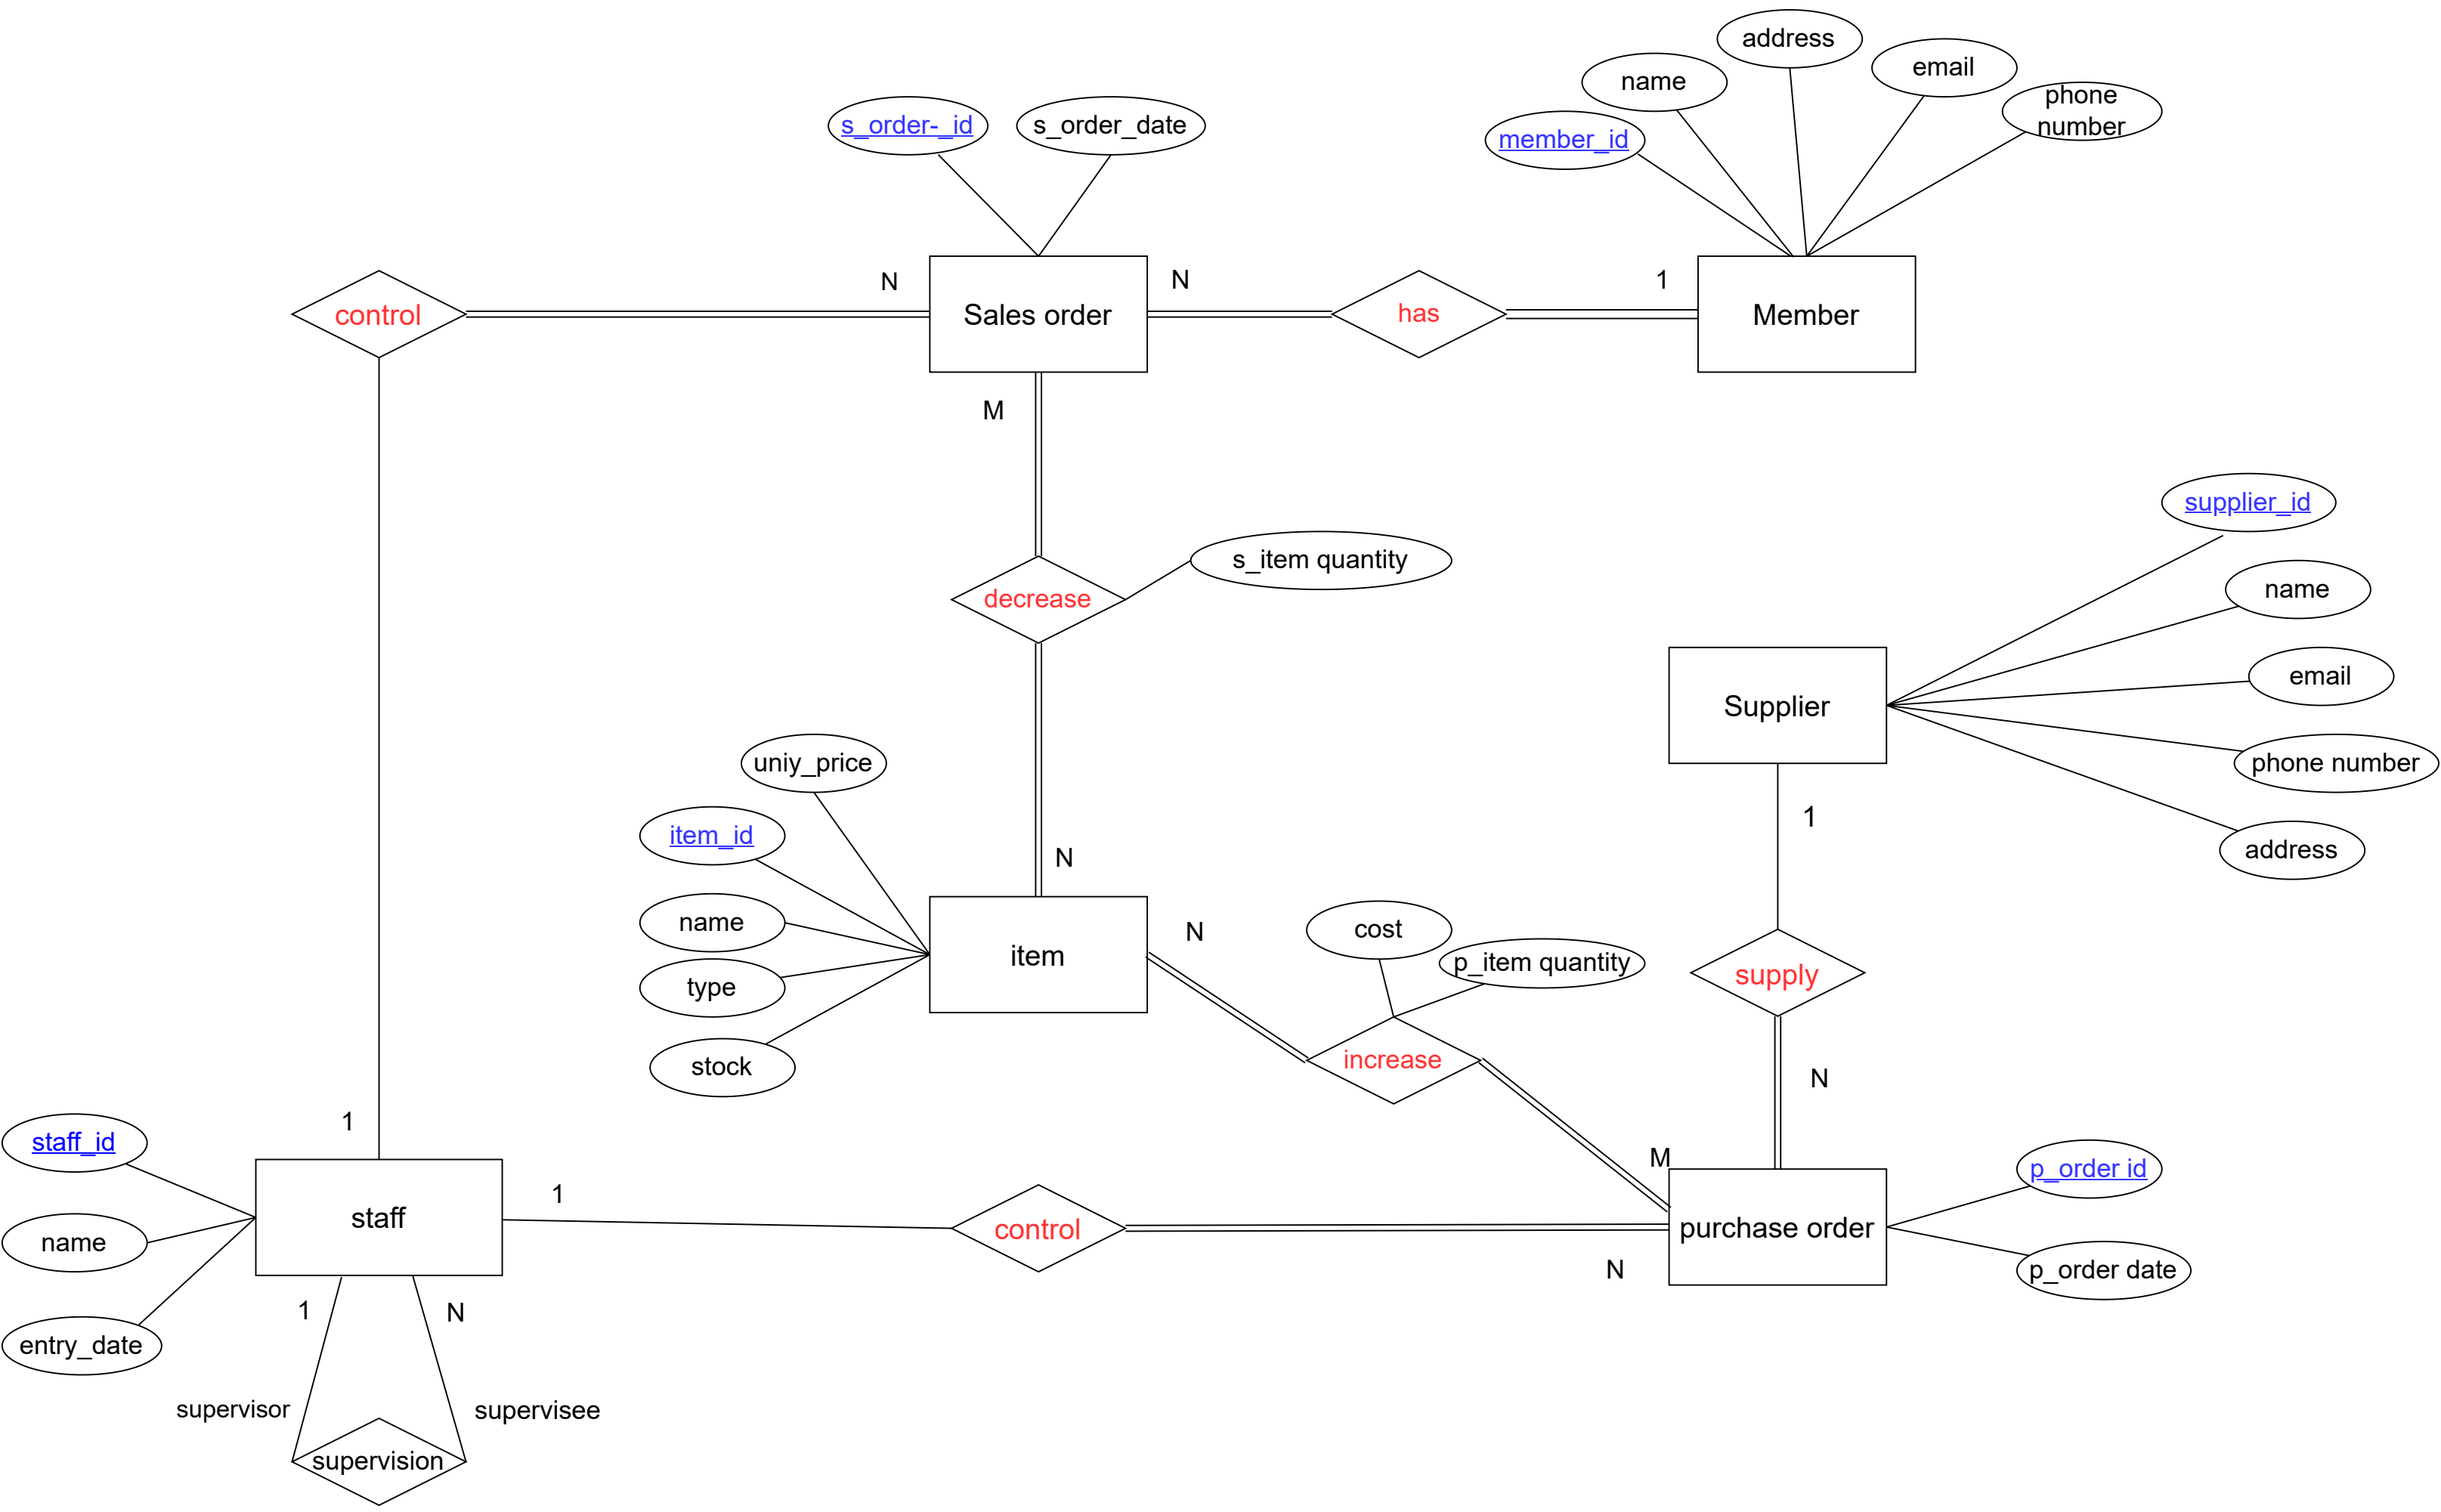 address
email
name
phone
number
s_order-_id
s_order_date
member_id
N
N
1
control
Sales order
has
Member
M
supplier_id
s_item quantity
name
decrease
email
Supplier
uniy_price
phone number
1
item_id
address
N
name
N
cost
item
p_item quantity
type
supply
stock
increase
N
1
staff_id
M
p_order id
1
staff
control
purchase order
name
N
p_order date
1
N
entry_date
supervisor
supervisee
supervision